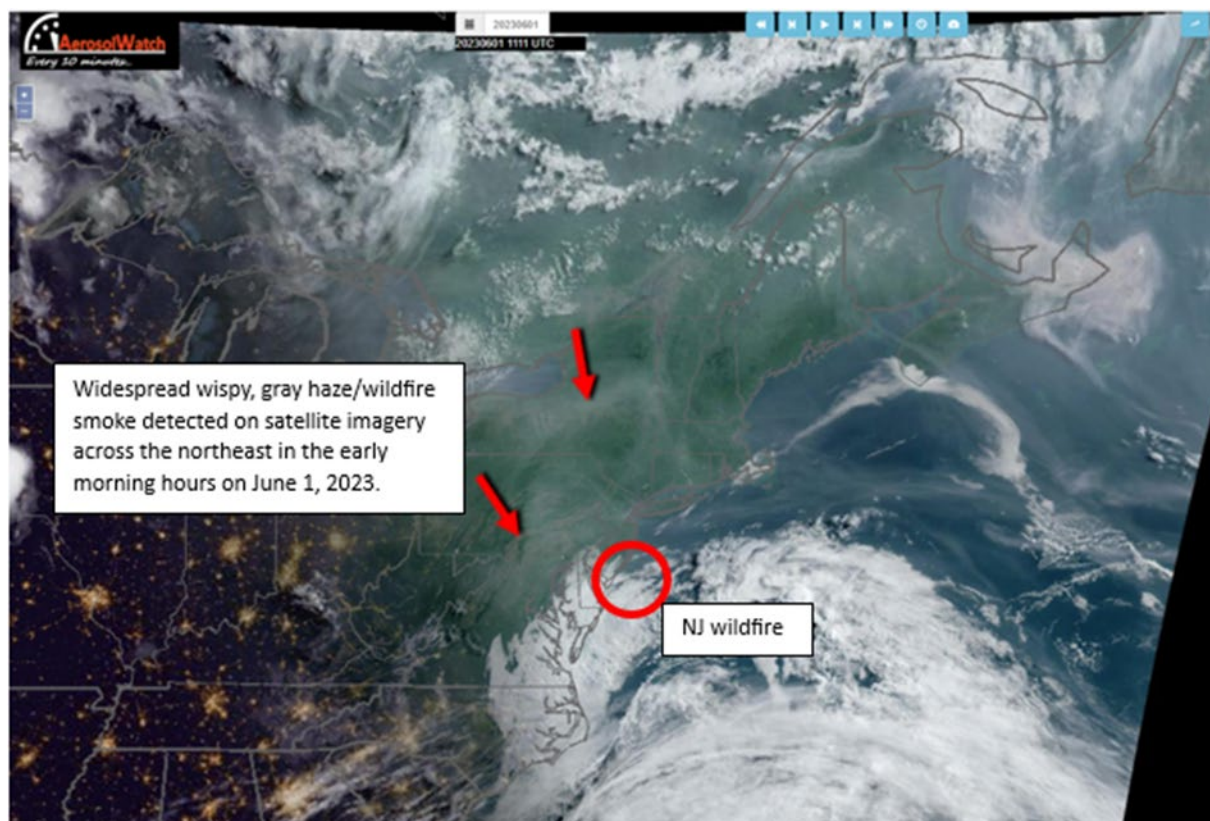 20230601
AerosolWatch
Every 10 minutes..
20230601 1111 UTC
Widespread wispy, gray haze/wildfire
smoke detected on satellite imagery
across the northeast in the early
morning hours on June 1, 2023.
NJ wildfire